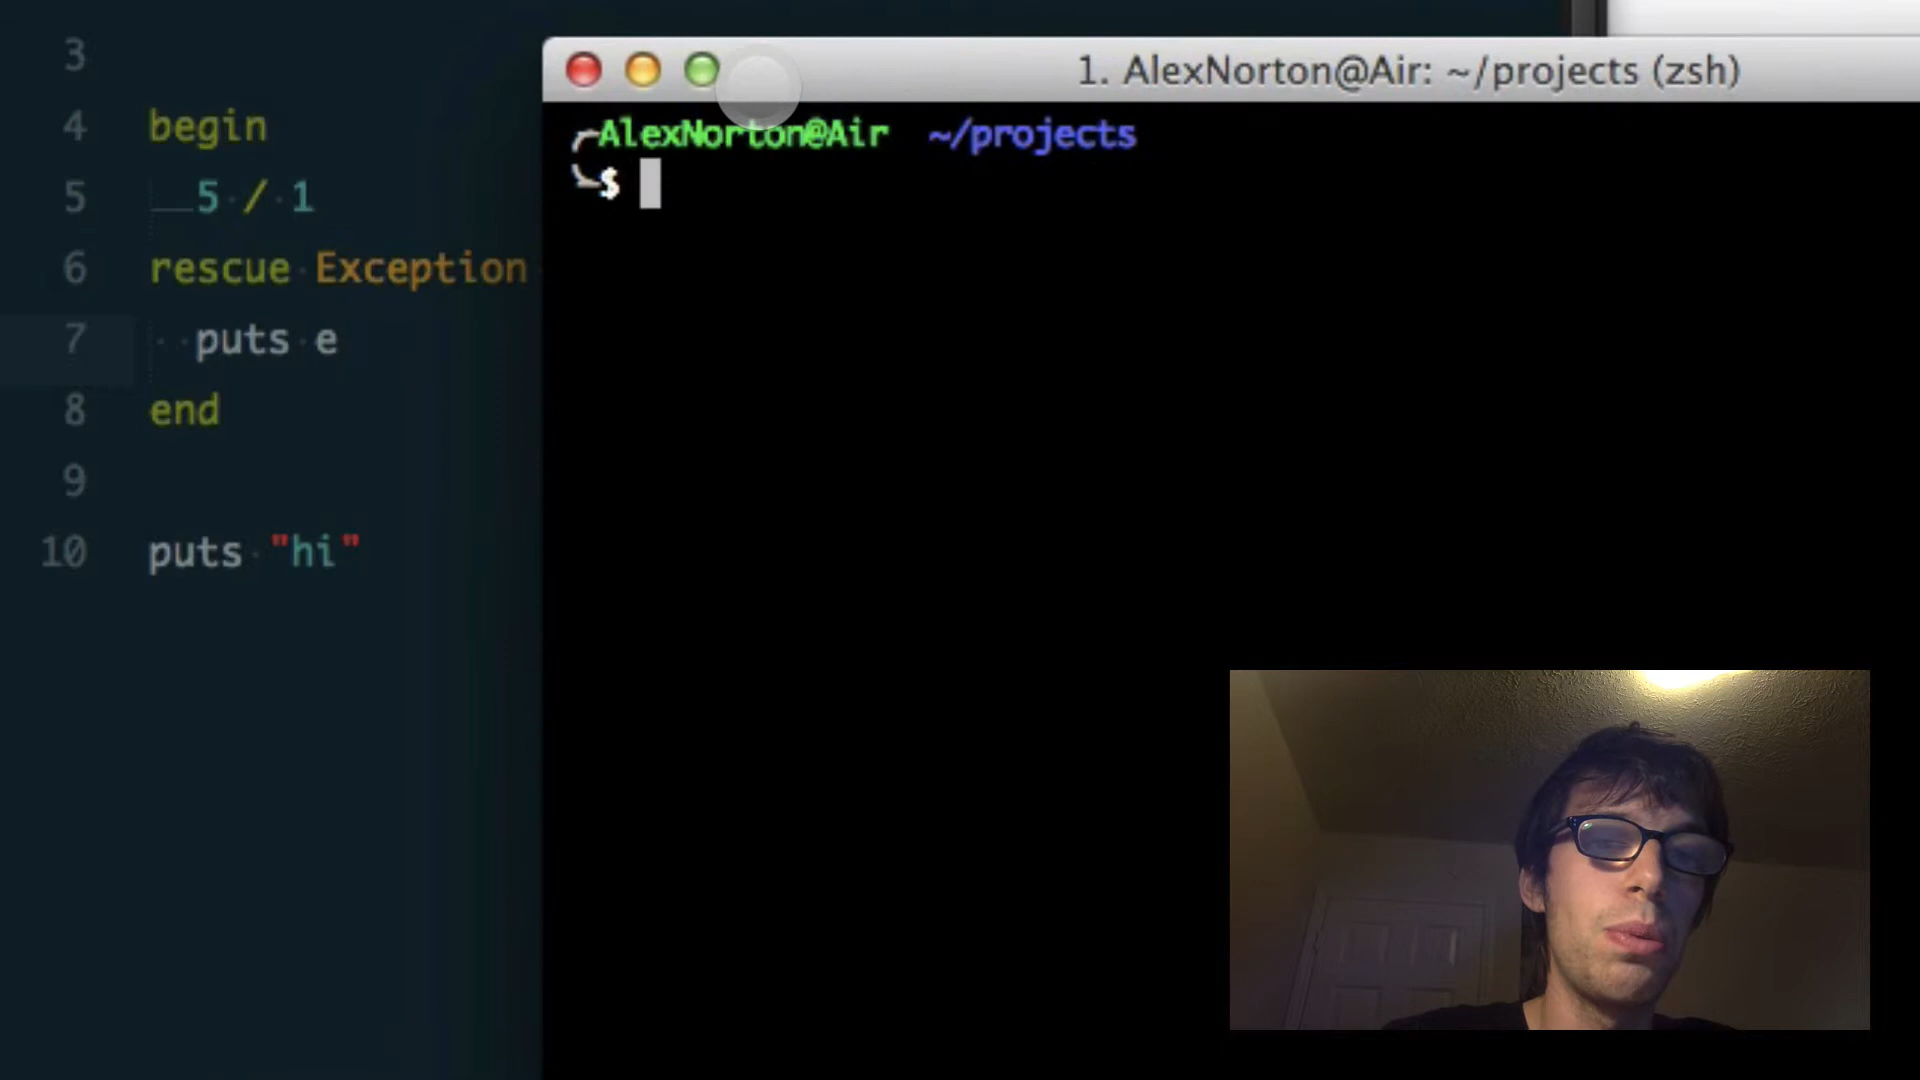 3
4 begin
5 5 / 1
6 rescue Exception
7 puts e
8 end
9
10 puts "hi"
1. AlexNorton@Air: ~/projects (zsh)
AlexNorton@Air ~/projects
$